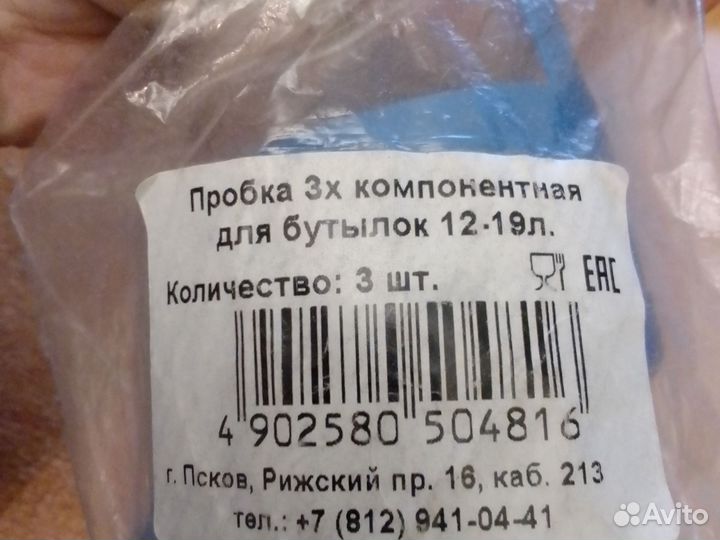 Пробка 3х компонентная
для бутылок 12-19л.
Количество: 3 шт.
EAC
4 902580 504816
г. Псков, Рижский пр. 16, каб. 213
тел.: +7 (812) 941-04-41
Avito